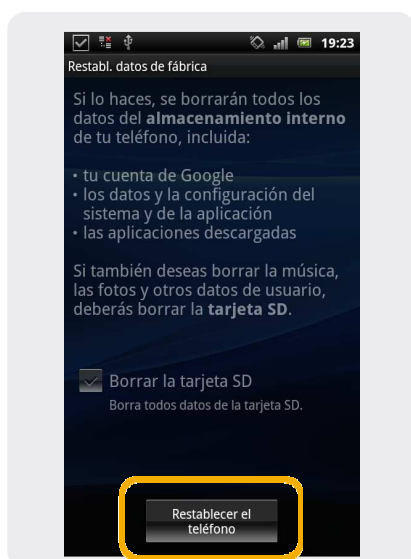 19:23
Restabl. datos de fábrica
Si lo haces, se borrarán todos los
datos del almacenamiento interno
de tu teléfono, incluida:
• tu cuenta de Google
• los datos y la configuración del
sistema y de la aplicación
• las aplicaciones descargadas
Si también deseas borrar la música,
las fotos y otros datos de usuario,
deberás borrar la tarjeta SD.
Borrar la tarjeta SD
Borra todos datos de la tarjeta SD.
Restablecer el
teléfono